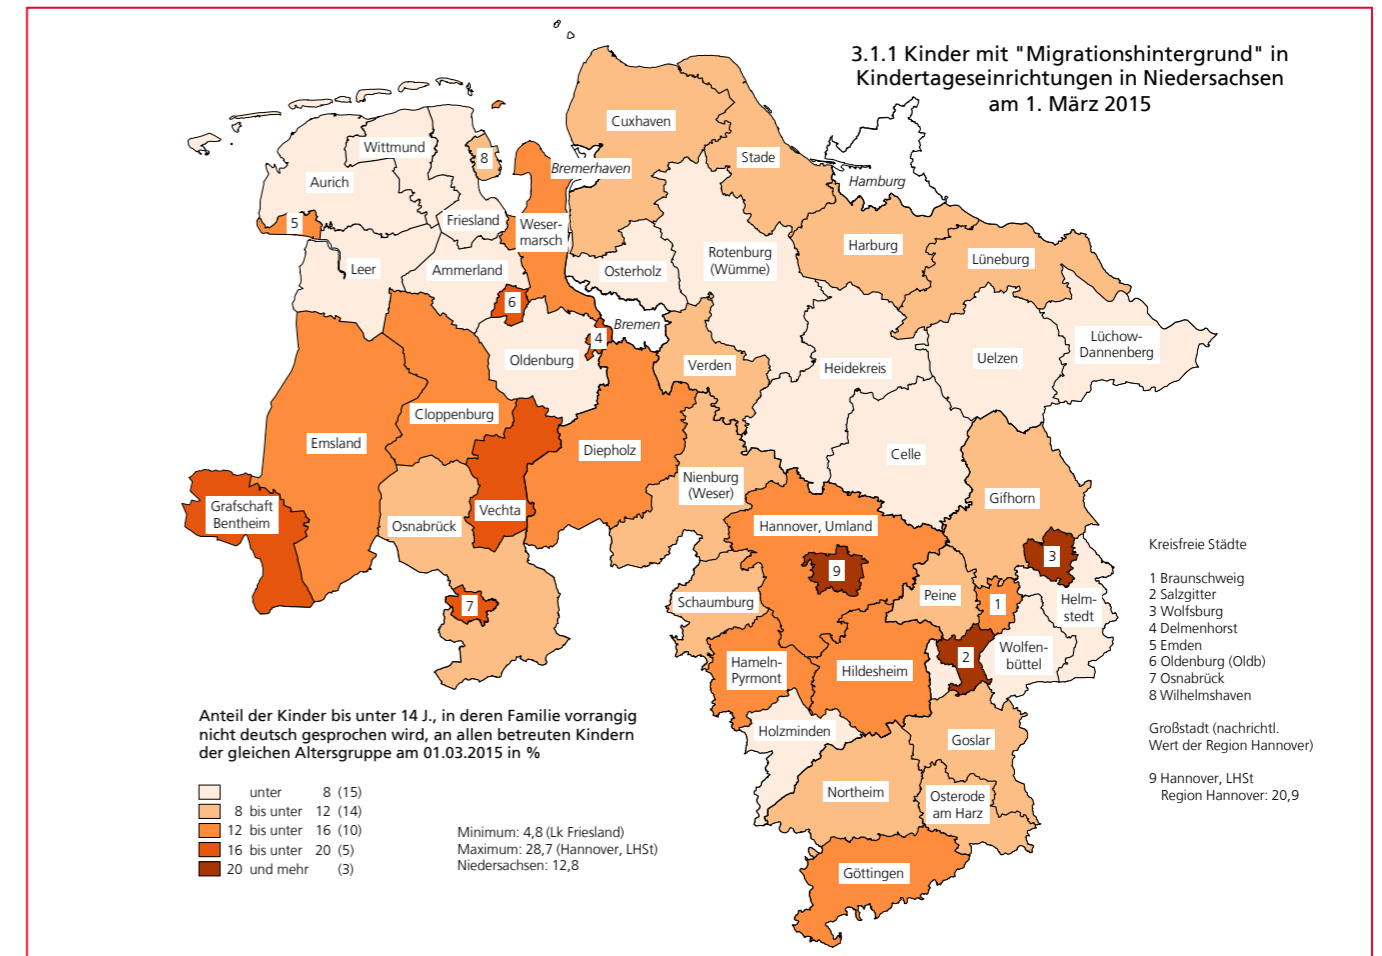 3.1.1 Kinder mit "Migrationshintergrund" in
Kindertageseinrichtungen in Niedersachsen
am 1. März 2015
Cuxhaven
Wittmund
8
Bremerhaven
Stade
Aurich
Hamburg
5
Friesland
Weser-
marsch
Harburg
Lüneburg
Rotenburg
(Wümme)
Leer
Ammerland
Osterholz
6
Bremen
4
Lüchow-
Dannenberg
Oldenburg
Verden
Heidekreis
Uelzen
Cloppenburg
Emsland
Diepholz
Celle
Nienburg
(Weser)
Gifhorn
Grafschaft
Bentheim
Osnabrück
Vechta
Hannover, Umland
3
9
7
Schaumburg
Peine
1
Helm-
stedt
Hameln-
Pyrmont
Hildesheim
2
Wolfen-
büttel
Holzminden
Goslar
Northeim
Osterode
am Harz
Göttingen
Kreisfreie Städte
1 Braunschweig
2 Salzgitter
3 Wolfsburg
4 Delmenhorst
5 Emden
6 Oldenburg (Oldb)
7 Osnabrück
8 Wilhelmshaven
Großstadt (nachrichtl.
Wert der Region Hannover)
9 Hannover, LHSt
Region Hannover: 20,9
Anteil der Kinder bis unter 14 J., in deren Familie vorrangig
nicht deutsch gesprochen wird, an allen betreuten Kindern
der gleichen Altersgruppe am 01.03.2015 in %
unter 8 (15)
8 bis unter 12 (14)
12 bis unter 16 (10)
16 bis unter 20 (5)
20 und mehr (3)
Minimum: 4,8 (Lk Friesland)
Maximum: 28,7 (Hannover, LHSt)
Niedersachsen: 12,8